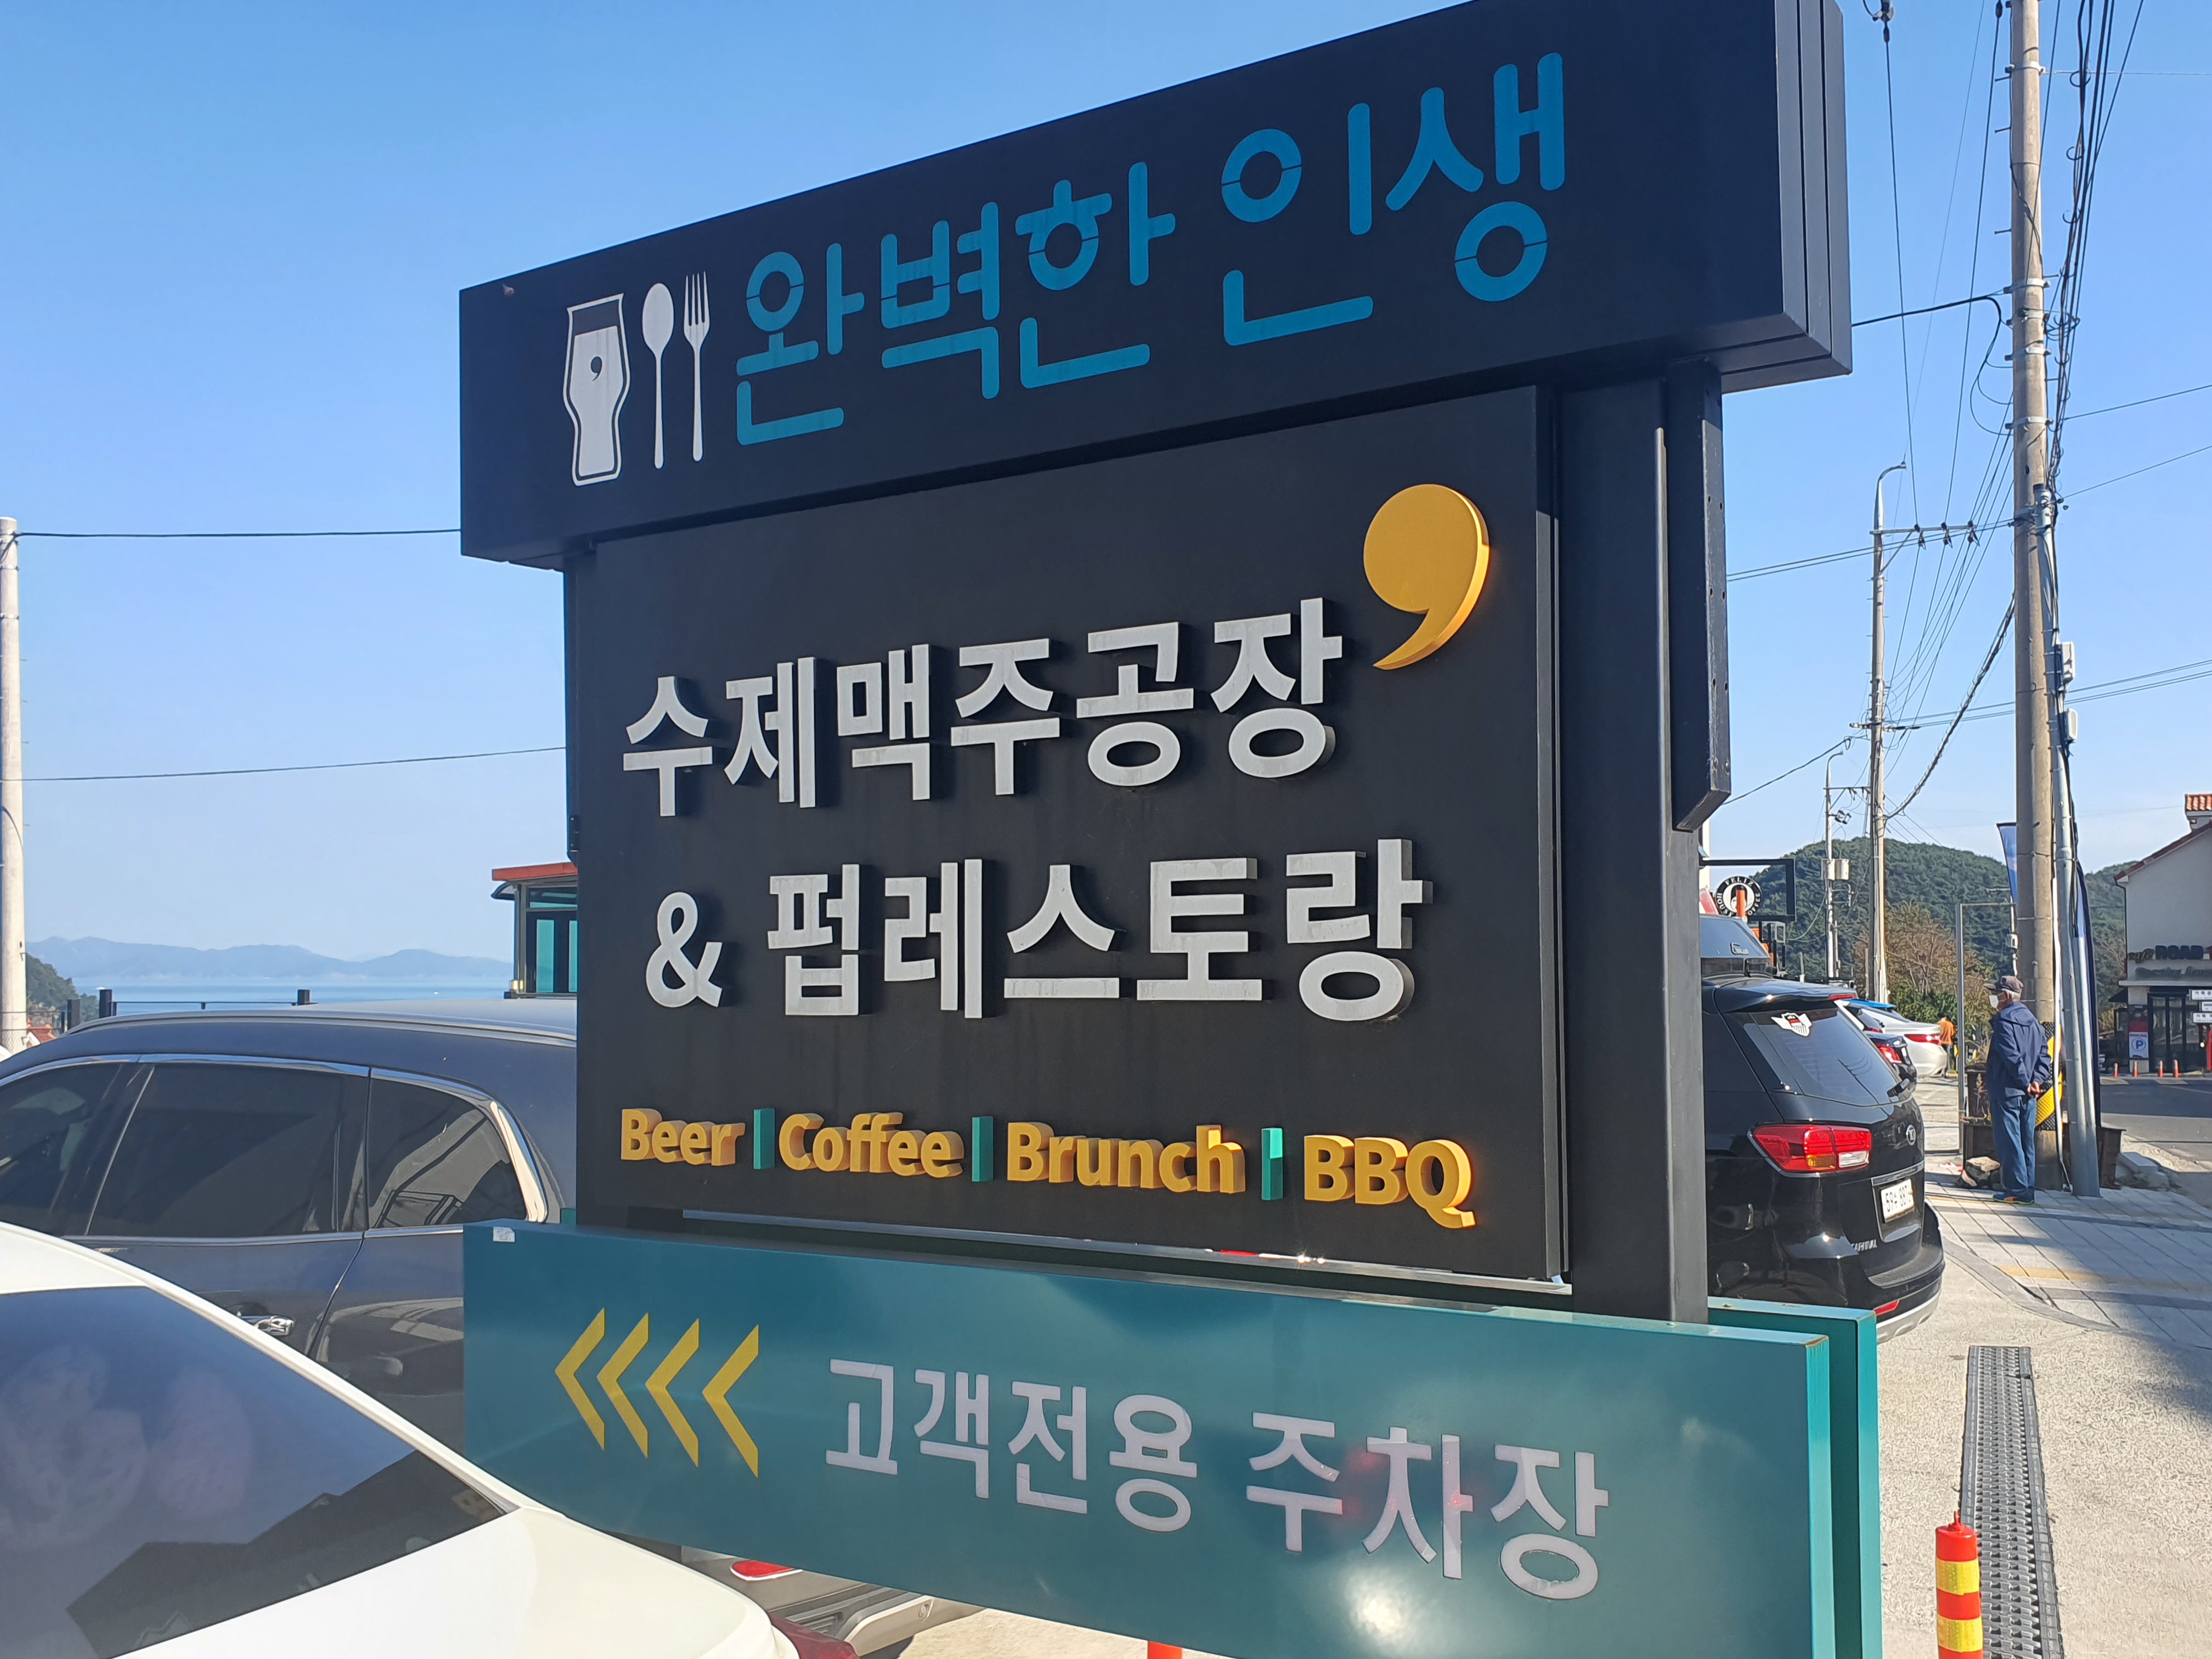 완벽한 인생
수제맥주공장
& 펍레스토랑
Beer | Coffee | Brunch | BBQ
고객전용 주차장